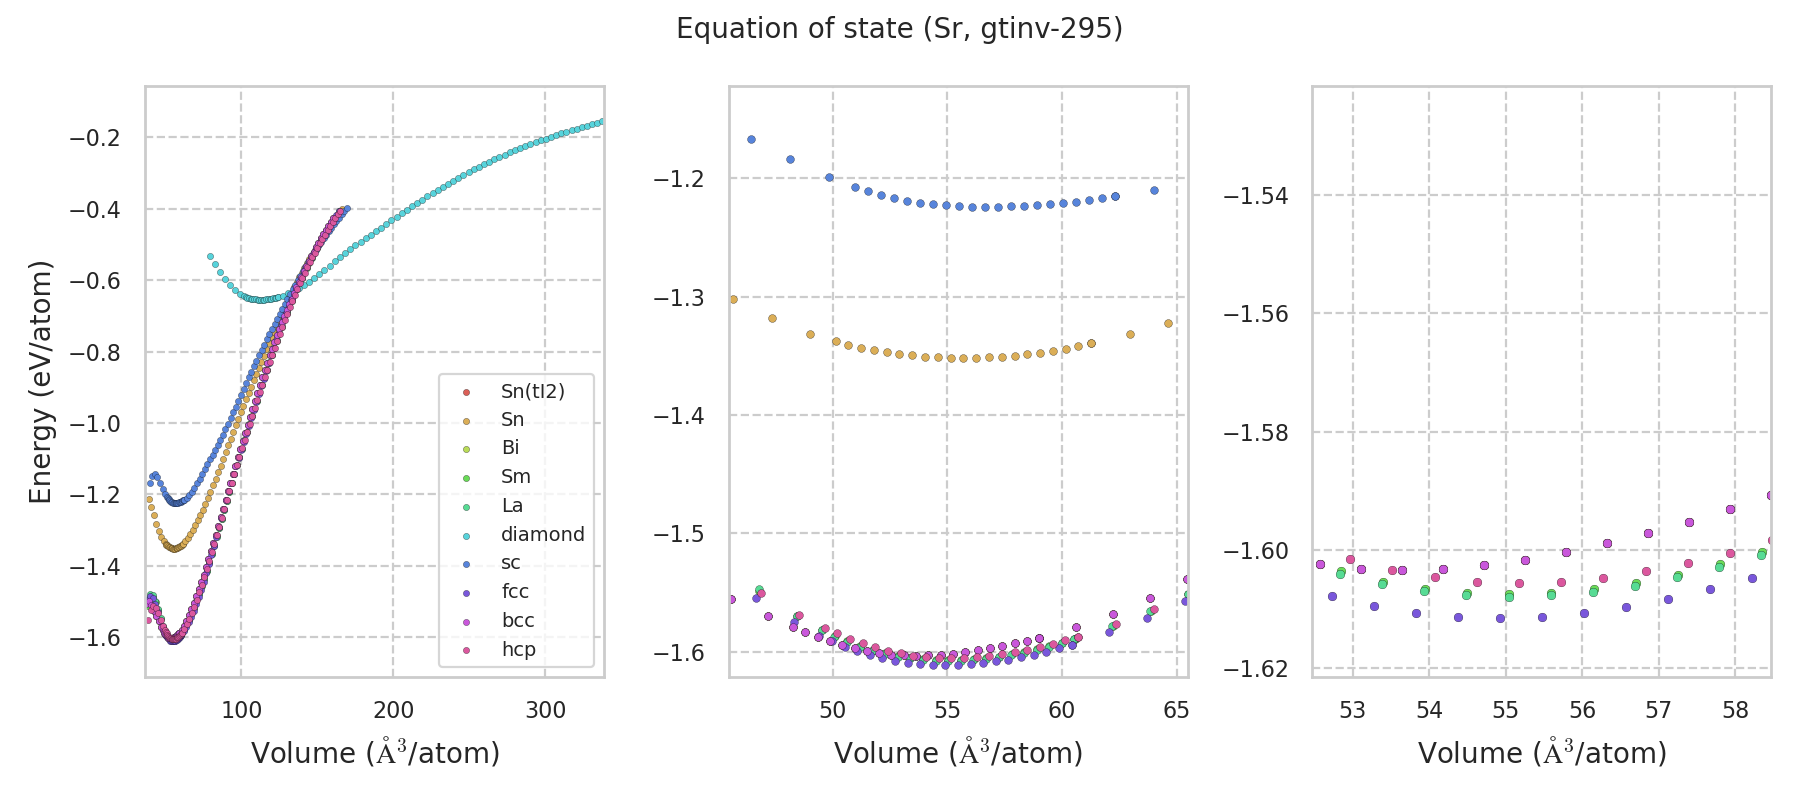 Equation of state (Sr, gtinv-295)
Energy (eV/atom)
−0.2
−0.4
−0.6
−0.8
−1.0
−1.2
−1.4
−1.6
100 200 300
Volume (Å³/atom)
Sn(tI2)
Sn
Bi
Sm
La
diamond
sc
fcc
bcc
hcp
−1.2
−1.3
−1.4
−1.5
−1.6
50 55 60 65
Volume (Å³/atom)
−1.54
−1.56
−1.58
−1.60
−1.62
53 54 55 56 57 58
Volume (Å³/atom)